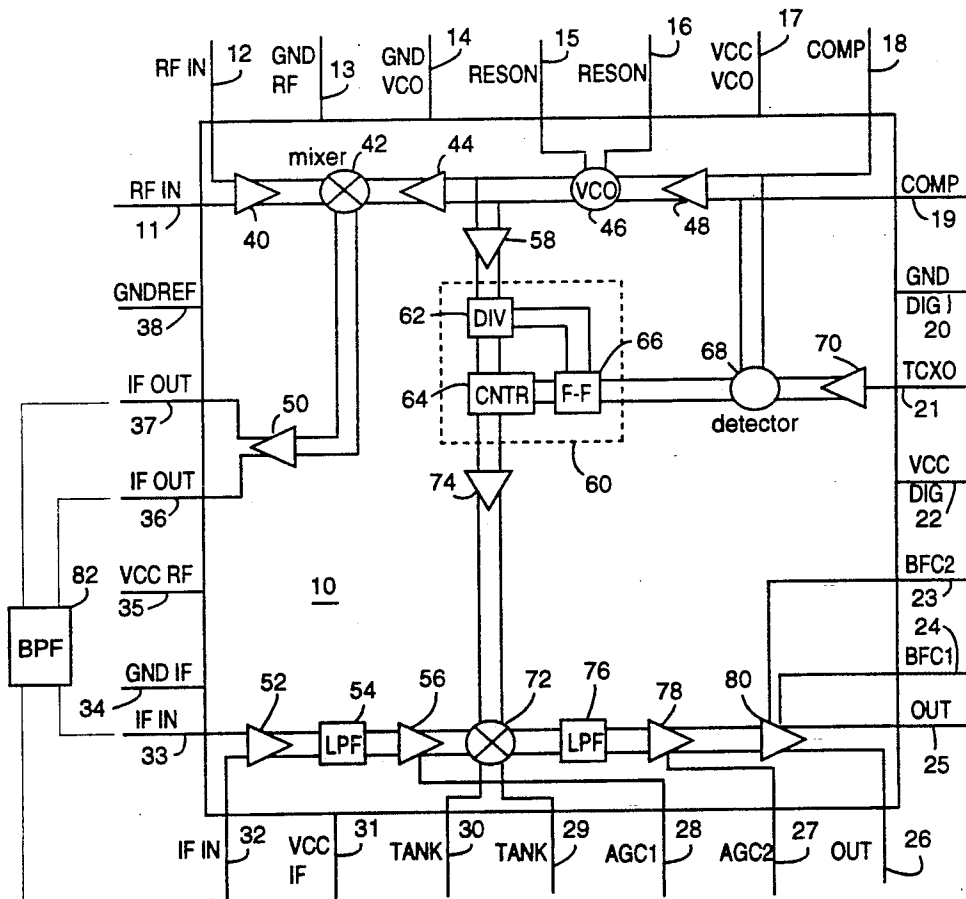 12
RF IN
GND
RF
13
GND
VCO
14
RESON
15
RESON
16
VCC
VCO
17
COMP
18
mixer
42
44
VCO
46
48
40
RF IN
11
COMP
19
58
GNDREF
38
GND
DIG
20
62
DIV
66
64
CNTR
F-F
60
68
detector
70
TCXO
21
IF OUT
37
50
IF OUT
36
74
VCC
DIG
22
82
BPF
VCC RF
35
10
BFC2
23
24
BFC1
GND IF
34
IF IN
33
52
54
LPF
56
72
76
LPF
78
80
OUT
25
IF IN
32
VCC
IF
31
TANK
30
TANK
29
AGC1
28
AGC2
27
OUT
26